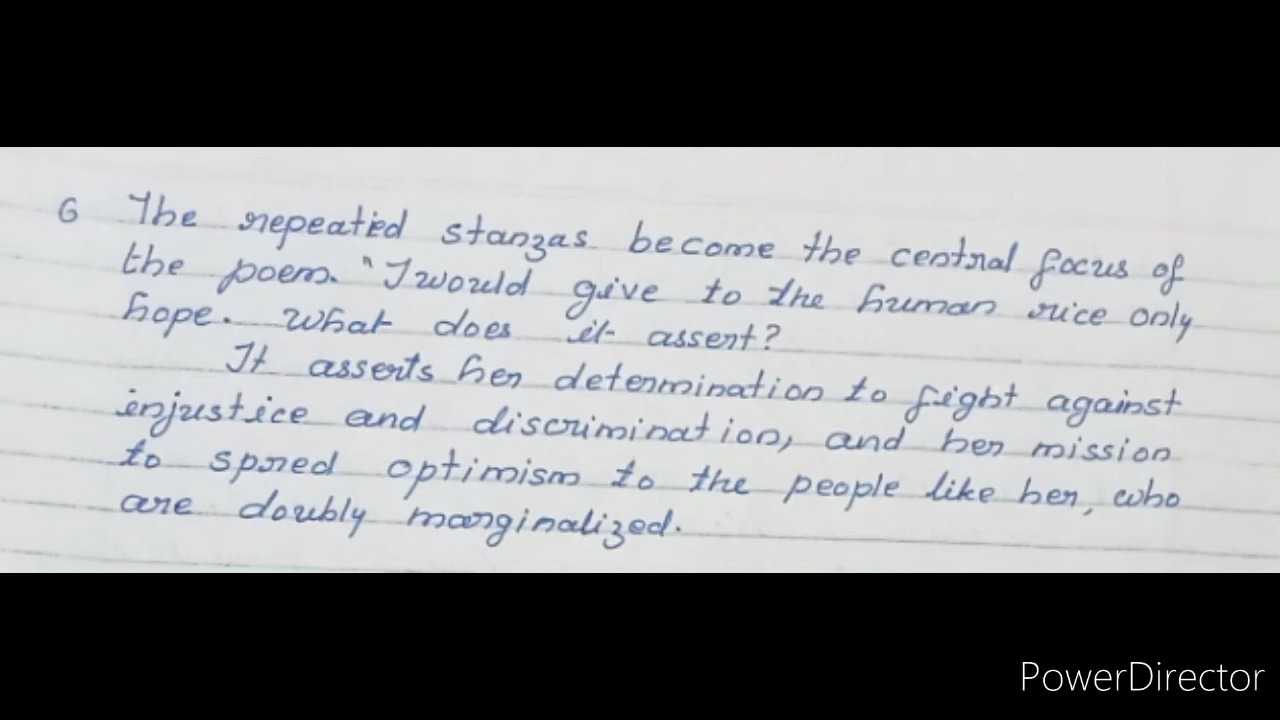 6 The repeated stanzas become the central focus of
the poem. "I would give to the human rice only
hope. What does it assert?
It asserts her determination to fight against
injustice and discrimination, and her mission
to spred optimism to the people like her, who
are doubly marginalized.
PowerDirector